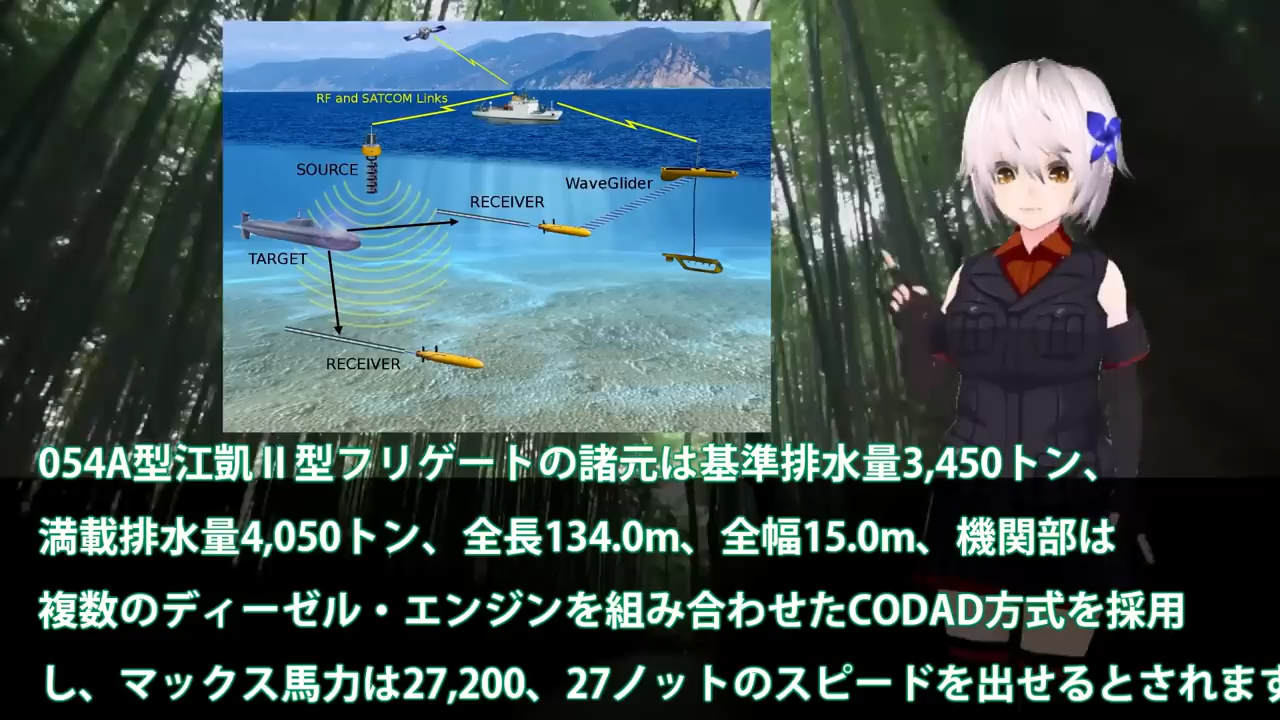 RF and SATCOM Links
SOURCE
WaveGlider
RECEIVER
TARGET
RECEIVER
054A型江凱Ⅱ型フリゲートの諸元は基準排水量3,450トン、
満載排水量4,050トン、全長134.0m、全幅15.0m、機関部は
複数のディーゼル・エンジンを組み合わせたCODAD方式を採用
し、マックス馬力は27,200、27ノットのスピードを出せるとされます